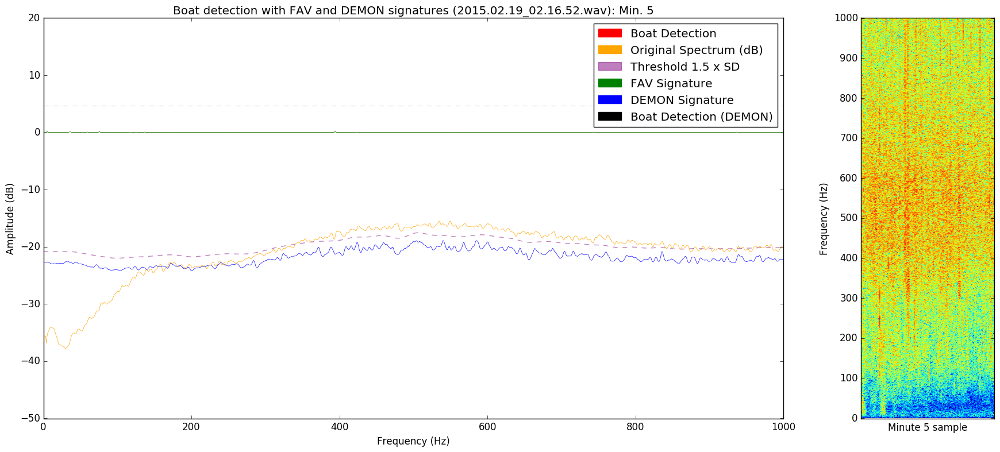 Boat detection with FAV and DEMON signatures (2015.02.19_02.16.52.wav): Min. 5
Boat Detection
Original Spectrum (dB)
Threshold 1.5 x SD
FAV Signature
DEMON Signature
Boat Detection (DEMON)
Amplitude (dB)
20
10
0
−10
−20
−30
−40
−50
0
200
400
600
800
1000
Frequency (Hz)
Frequency (Hz)
1000
900
800
700
600
500
400
300
200
100
0
Minute 5 sample